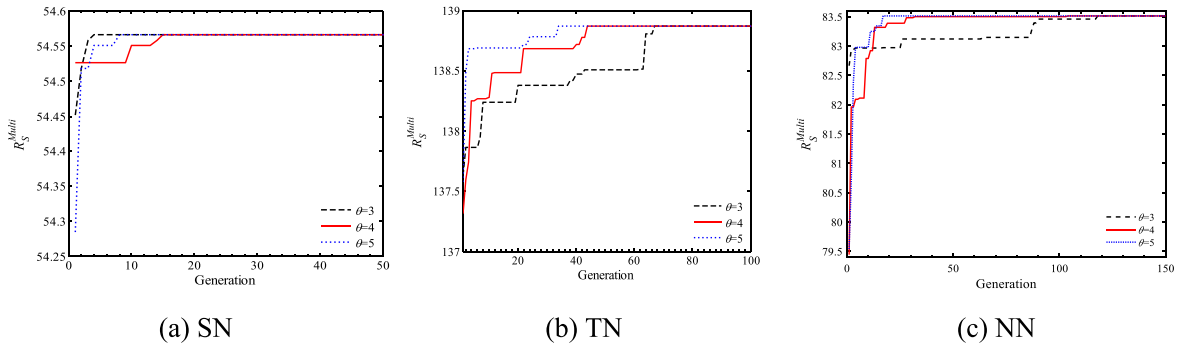 54.6
54.55
54.5
54.45
54.4
54.35
54.3
54.25
R_S^Multi
0 10 20 30 40 50
Generation
θ=3
θ=4
θ=5
(a) SN
139
138.5
138
137.5
137
R_S^Multi
20 40 60 80 100
Generation
θ=3
θ=4
θ=5
(b) TN
83.5
83
82.5
82
81.5
81
80.5
80
79.5
R_S^Multi
0 50 100 150
Generation
θ=3
θ=4
θ=5
(c) NN